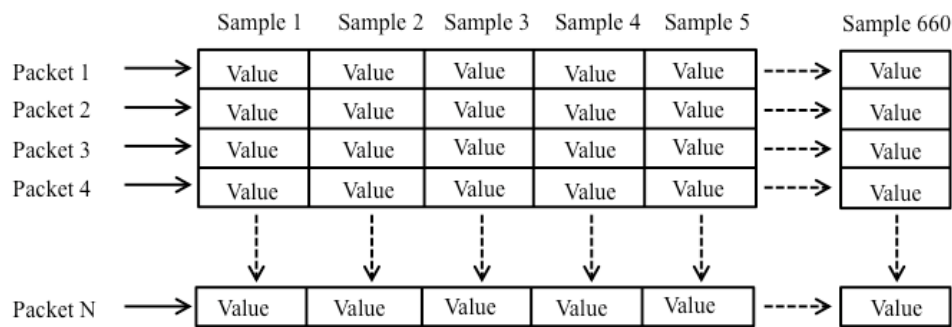 Sample 1 Sample 2 Sample 3 Sample 4 Sample 5 Sample 660
Packet 1 Value Value Value Value Value Value
Packet 2 Value Value Value Value Value Value
Packet 3 Value Value Value Value Value Value
Packet 4 Value Value Value Value Value Value
Packet N Value Value Value Value Value Value